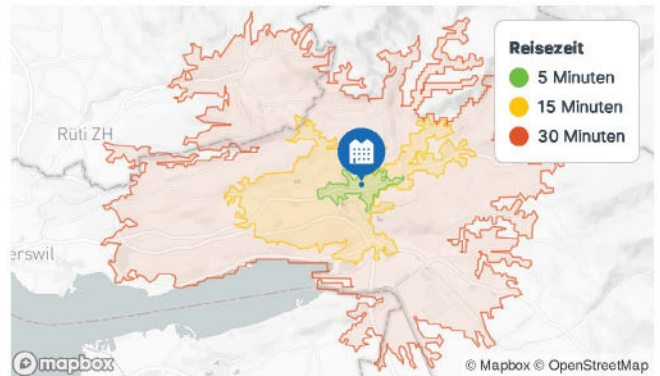 Reisezeit
5 Minuten
15 Minuten
30 Minuten
Rüti ZH
erswil
mapbox
© Mapbox © OpenStreetMap